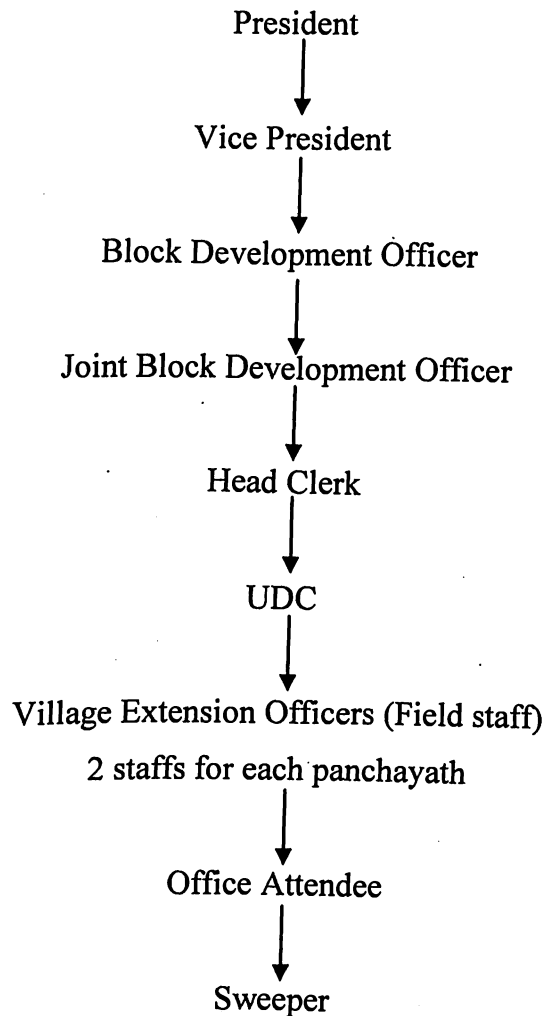 President
Vice President
Block Development Officer
Joint Block Development Officer
Head Clerk
UDC
Village Extension Officers (Field staff)
2 staffs for each panchayath
Office Attendee
Sweeper